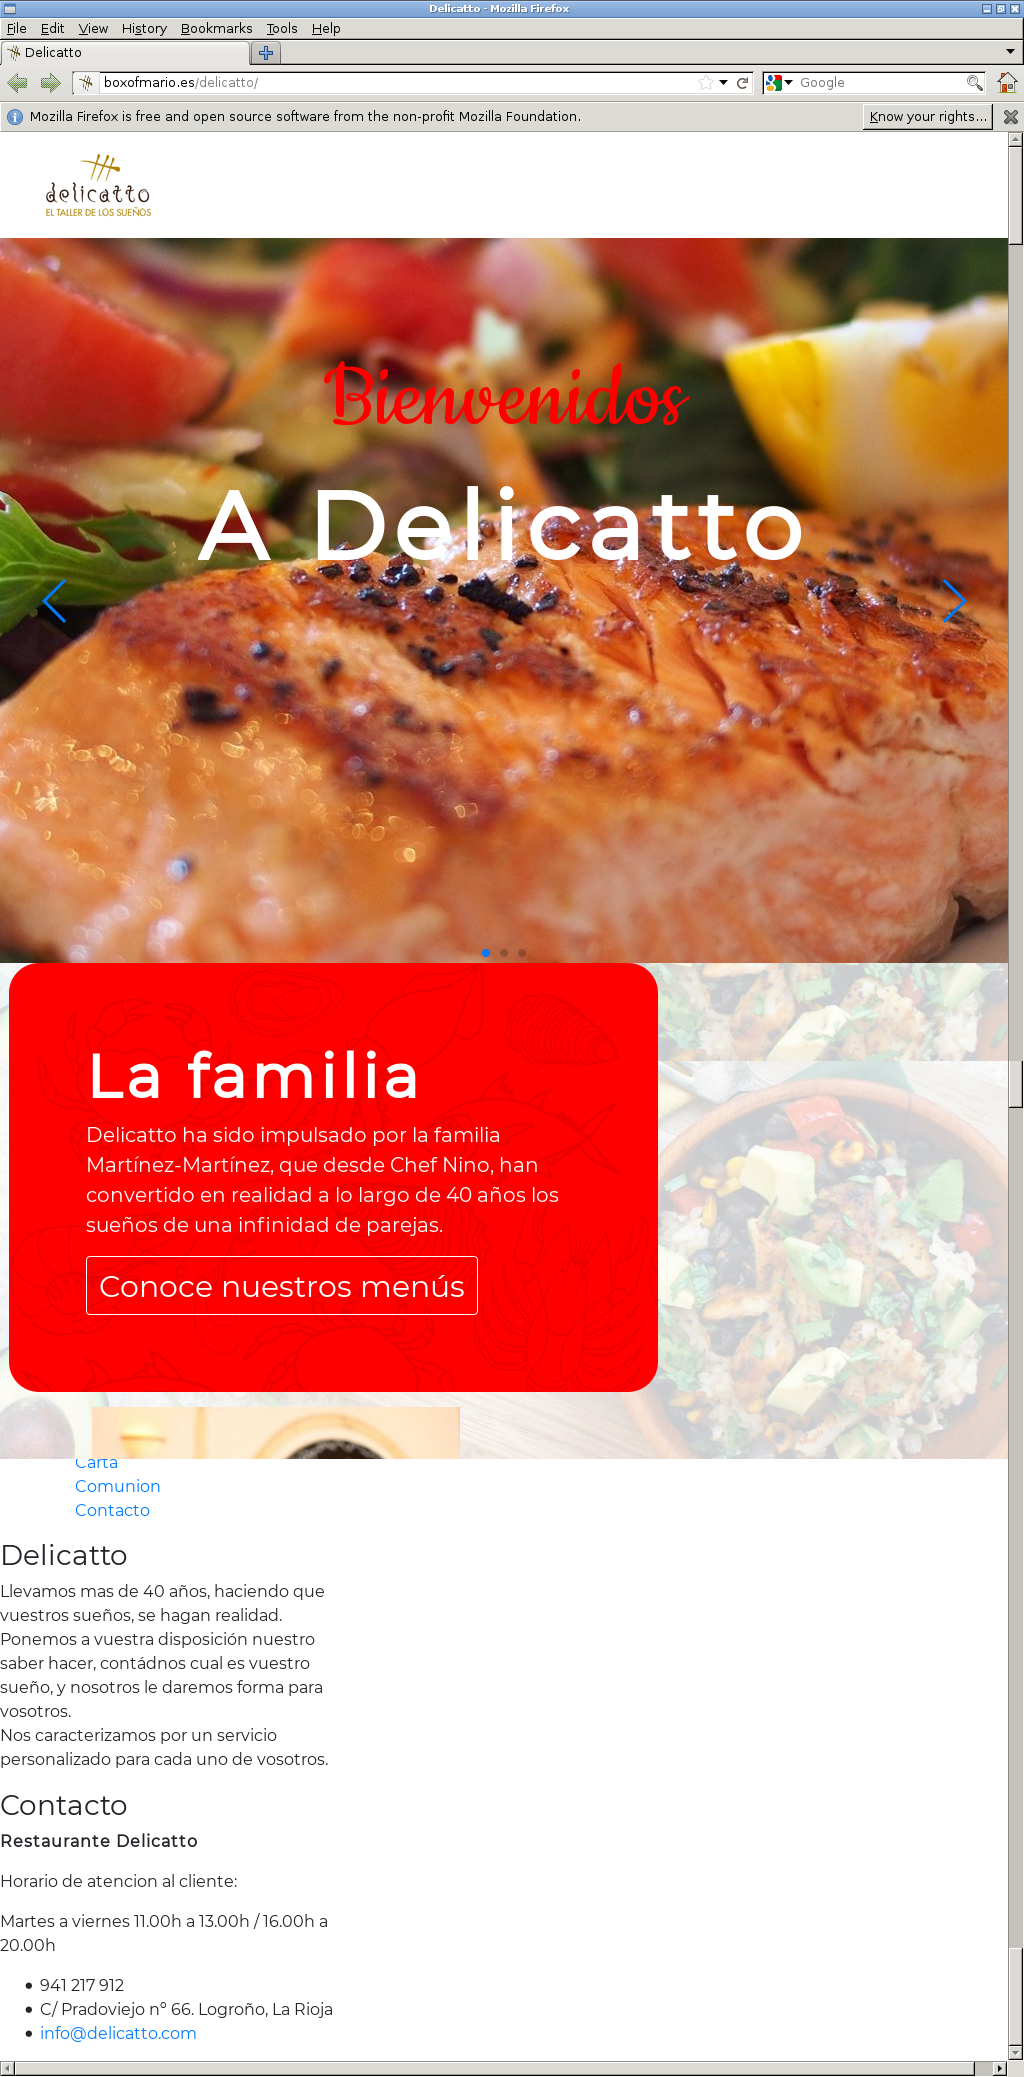 Delicatto - Mozilla Firefox
File Edit View History Bookmarks Tools Help
Delicatto
boxofmario.es/delicatto/
Google
Mozilla Firefox is free and open source software from the non-profit Mozilla Foundation.
Know your rights...
delicatto
EL TALLER DE LOS SUEÑOS
Bienvenidos
A Delicatto
La familia
Delicatto ha sido impulsado por la familia
Martínez-Martínez, que desde Chef Nino, han
convertido en realidad a lo largo de 40 años los
sueños de una infinidad de parejas.
Conoce nuestros menús
Carta
Comunion
Contacto
Delicatto
Llevamos mas de 40 años, haciendo que
vuestros sueños, se hagan realidad.
Ponemos a vuestra disposición nuestro
saber hacer, contádnos cual es vuestro
sueño, y nosotros le daremos forma para
vosotros.
Nos caracterizamos por un servicio
personalizado para cada uno de vosotros.
Contacto
Restaurante Delicatto
Horario de atencion al cliente:
Martes a viernes 11.00h a 13.00h / 16.00h a
20.00h
941 217 912
C/ Pradoviejo nº 66. Logroño, La Rioja
info@delicatto.com